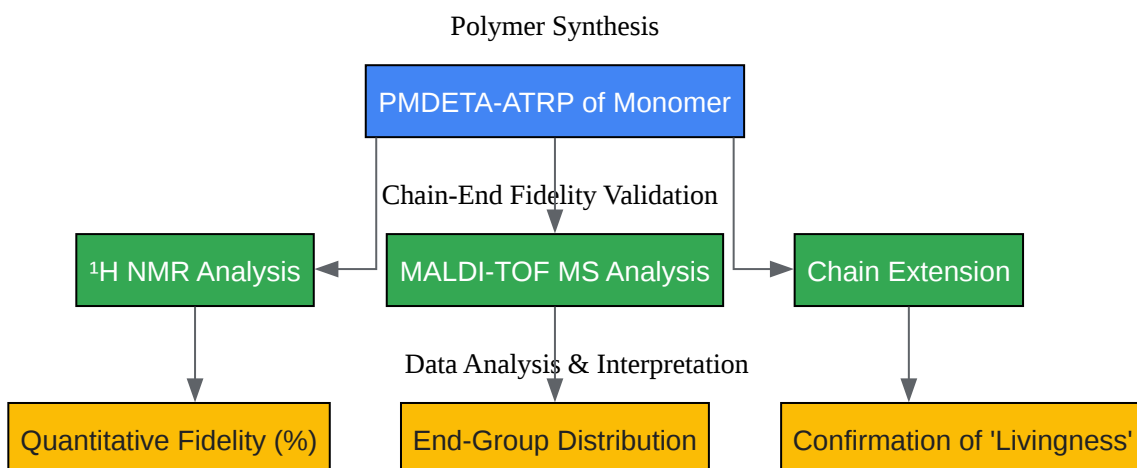 Polymer Synthesis
PMDETA-ATRP of Monomer
Chain-End Fidelity Validation
¹H NMR Analysis
MALDI-TOF MS Analysis
Chain Extension
Data Analysis & Interpretation
Quantitative Fidelity (%)
End-Group Distribution
Confirmation of 'Livingness'